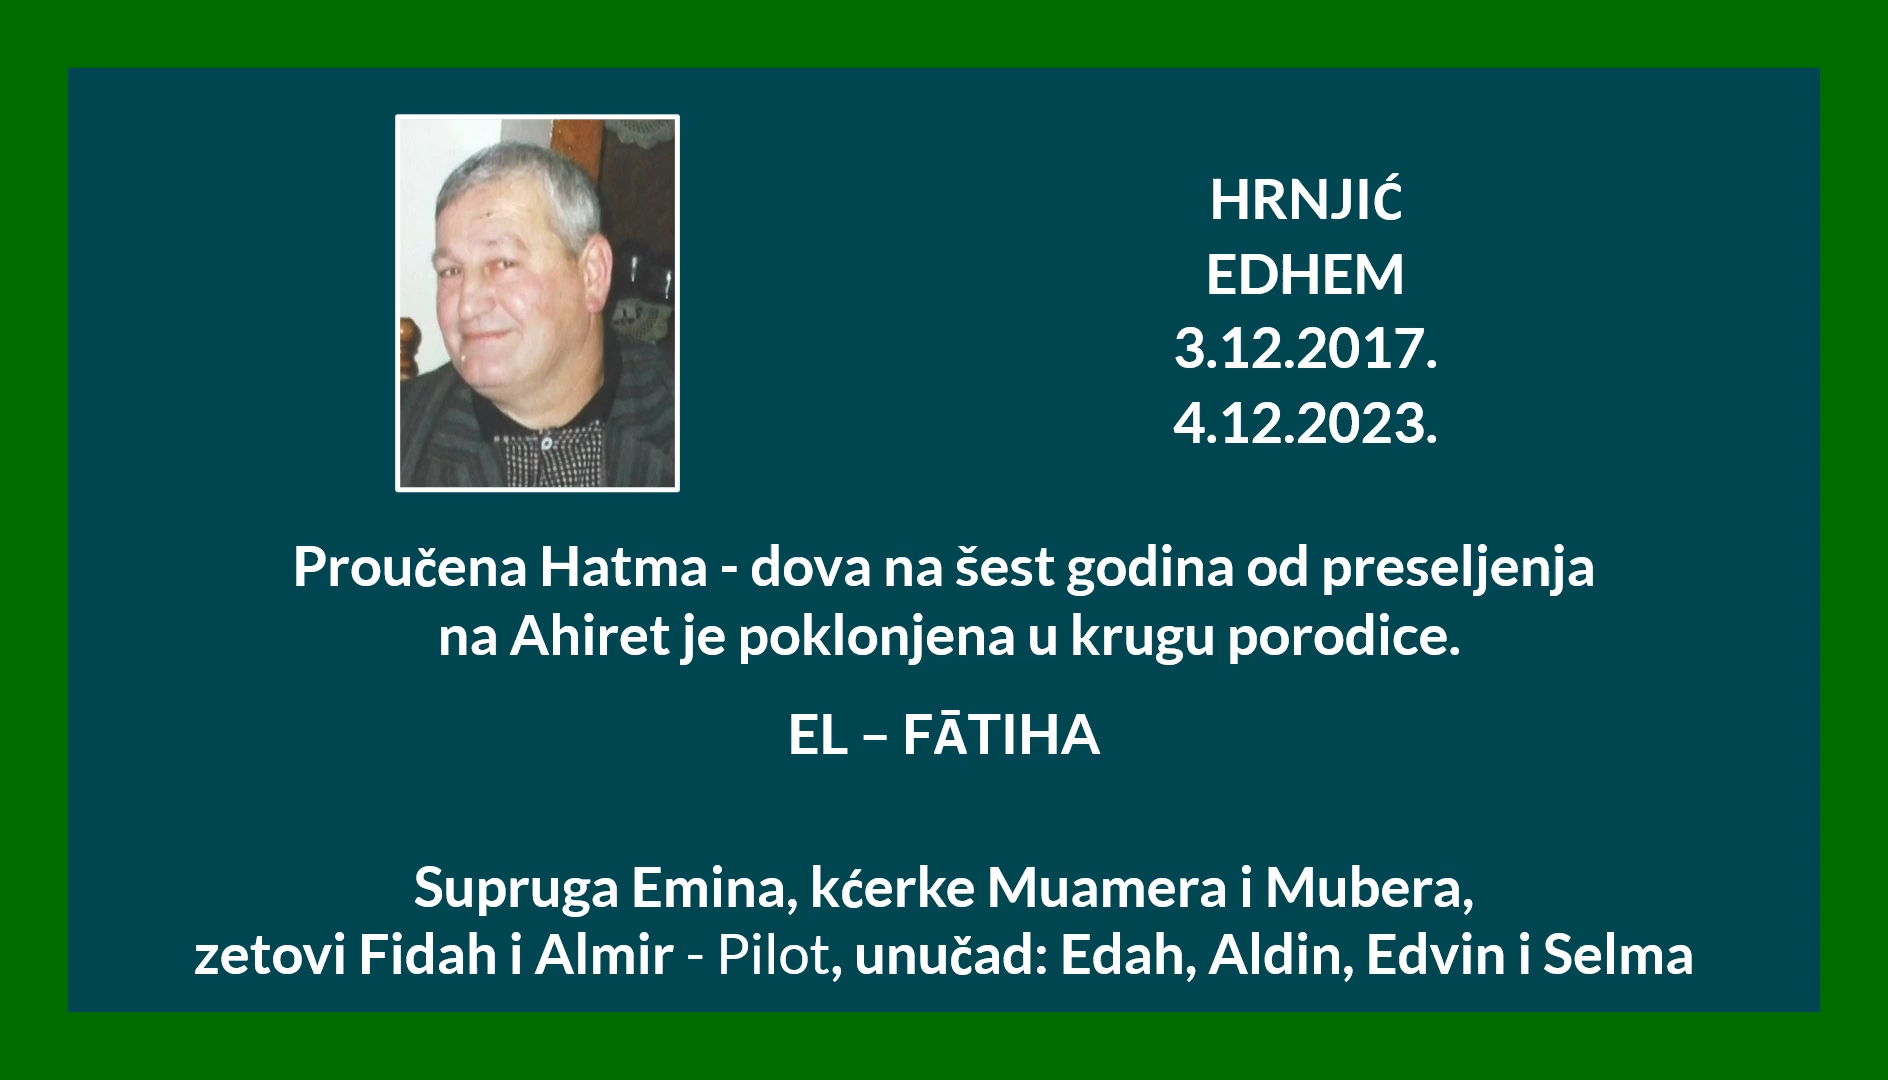 HRNJIĆ
EDHEM
3.12.2017.
4.12.2023.
Proučena Hatma - dova na šest godina od preseljenja
na Ahiret je poklonjena u krugu porodice.
EL – FĀTIHA
Supruga Emina, kćerke Muamera i Mubera,
zetovi Fidah i Almir - Pilot, unučad: Edah, Aldin, Edvin i Selma